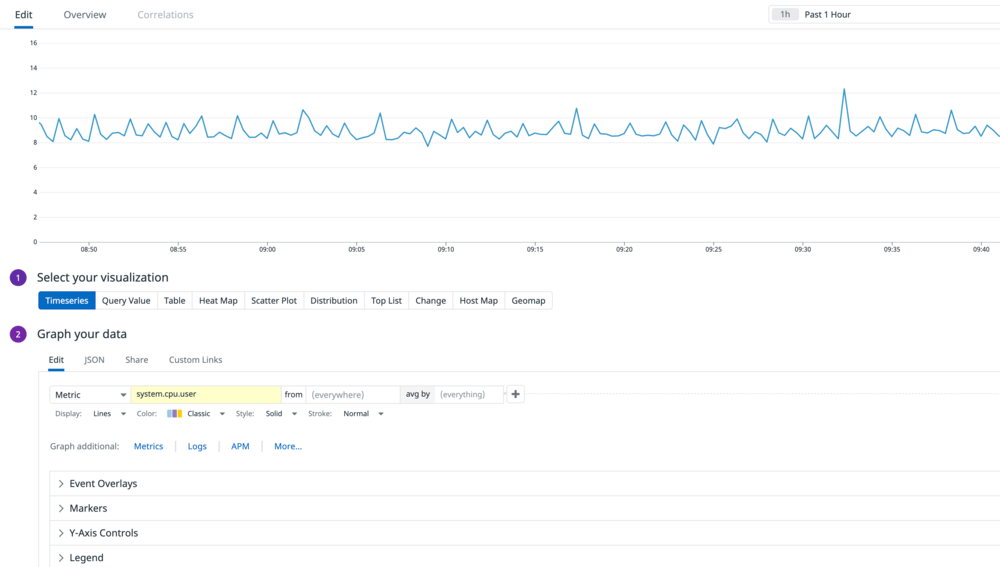 Edit Overview Correlations 1h Past 1 Hour
16
14
12
10
8
6
4
2
0
08:50 08:55 09:00 09:05 09:10 09:15 09:20 09:25 09:30 09:35 09:40
1 Select your visualization
Timeseries Query Value Table Heat Map Scatter Plot Distribution Top List Change Host Map Geomap
2 Graph your data
Edit JSON Share Custom Links
Metric system.cpu.user from (everywhere) avg by (everything)
Display: Lines Color: Classic Style: Solid Stroke: Normal
Graph additional: Metrics Logs APM More...
Event Overlays
Markers
Y-Axis Controls
Legend